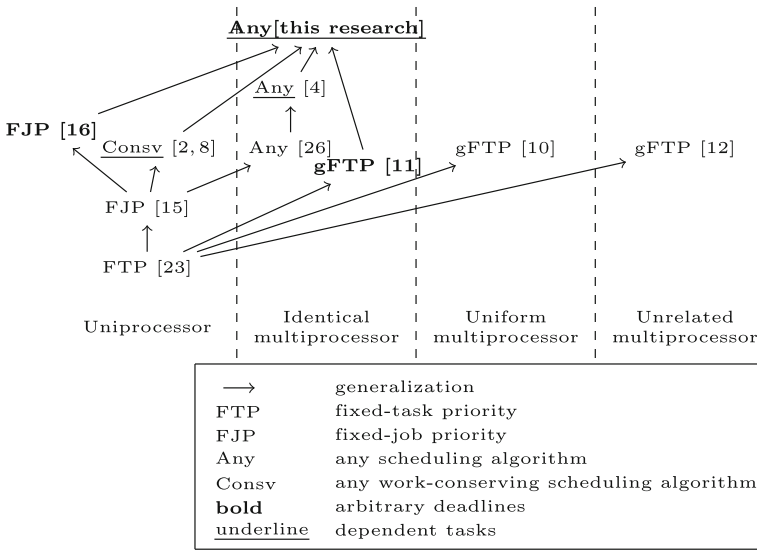 Any[this research]
Any [4]
FJP [16]
Consv [2, 8]
Any [26]
gFTP [11]
gFTP [10]
gFTP [12]
FJP [15]
FTP [23]
Uniprocessor
Identical
multiprocessor
Uniform
multiprocessor
Unrelated
multiprocessor
→ generalization
FTP fixed-task priority
FJP fixed-job priority
Any any scheduling algorithm
Consv any work-conserving scheduling algorithm
bold arbitrary deadlines
underline dependent tasks